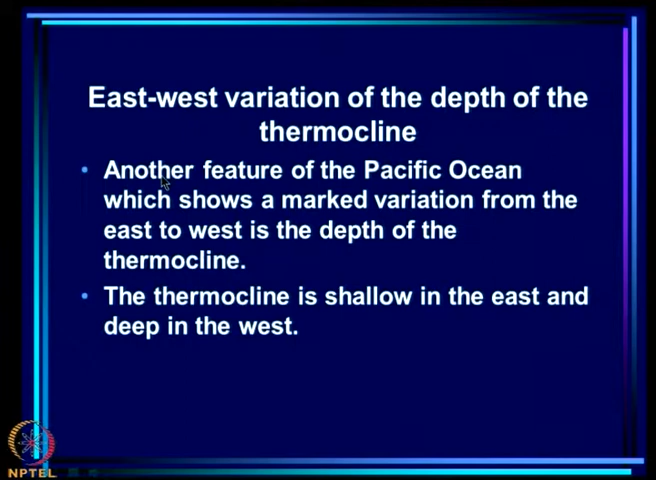 East-west variation of the depth of the
thermocline
• Another feature of the Pacific Ocean
which shows a marked variation from the
east to west is the depth of the
thermocline.
• The thermocline is shallow in the east and
deep in the west.
NPTEL